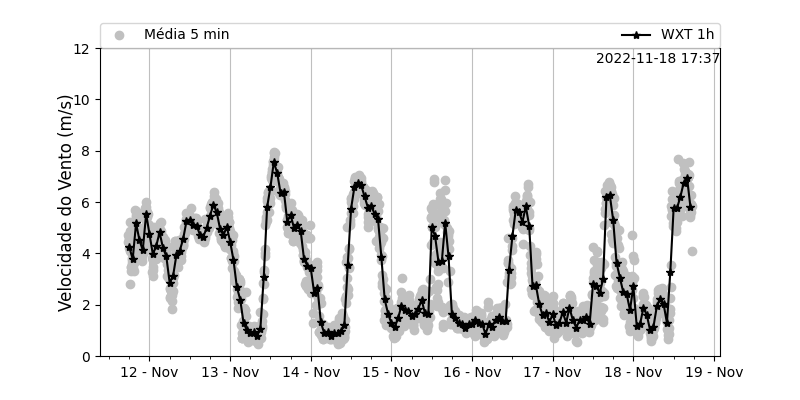 Média 5 min
WXT 1h
2022-11-18 17:37
Velocidade do Vento (m/s)
12
10
8
6
4
2
0
12 - Nov
13 - Nov
14 - Nov
15 - Nov
16 - Nov
17 - Nov
18 - Nov
19 - Nov